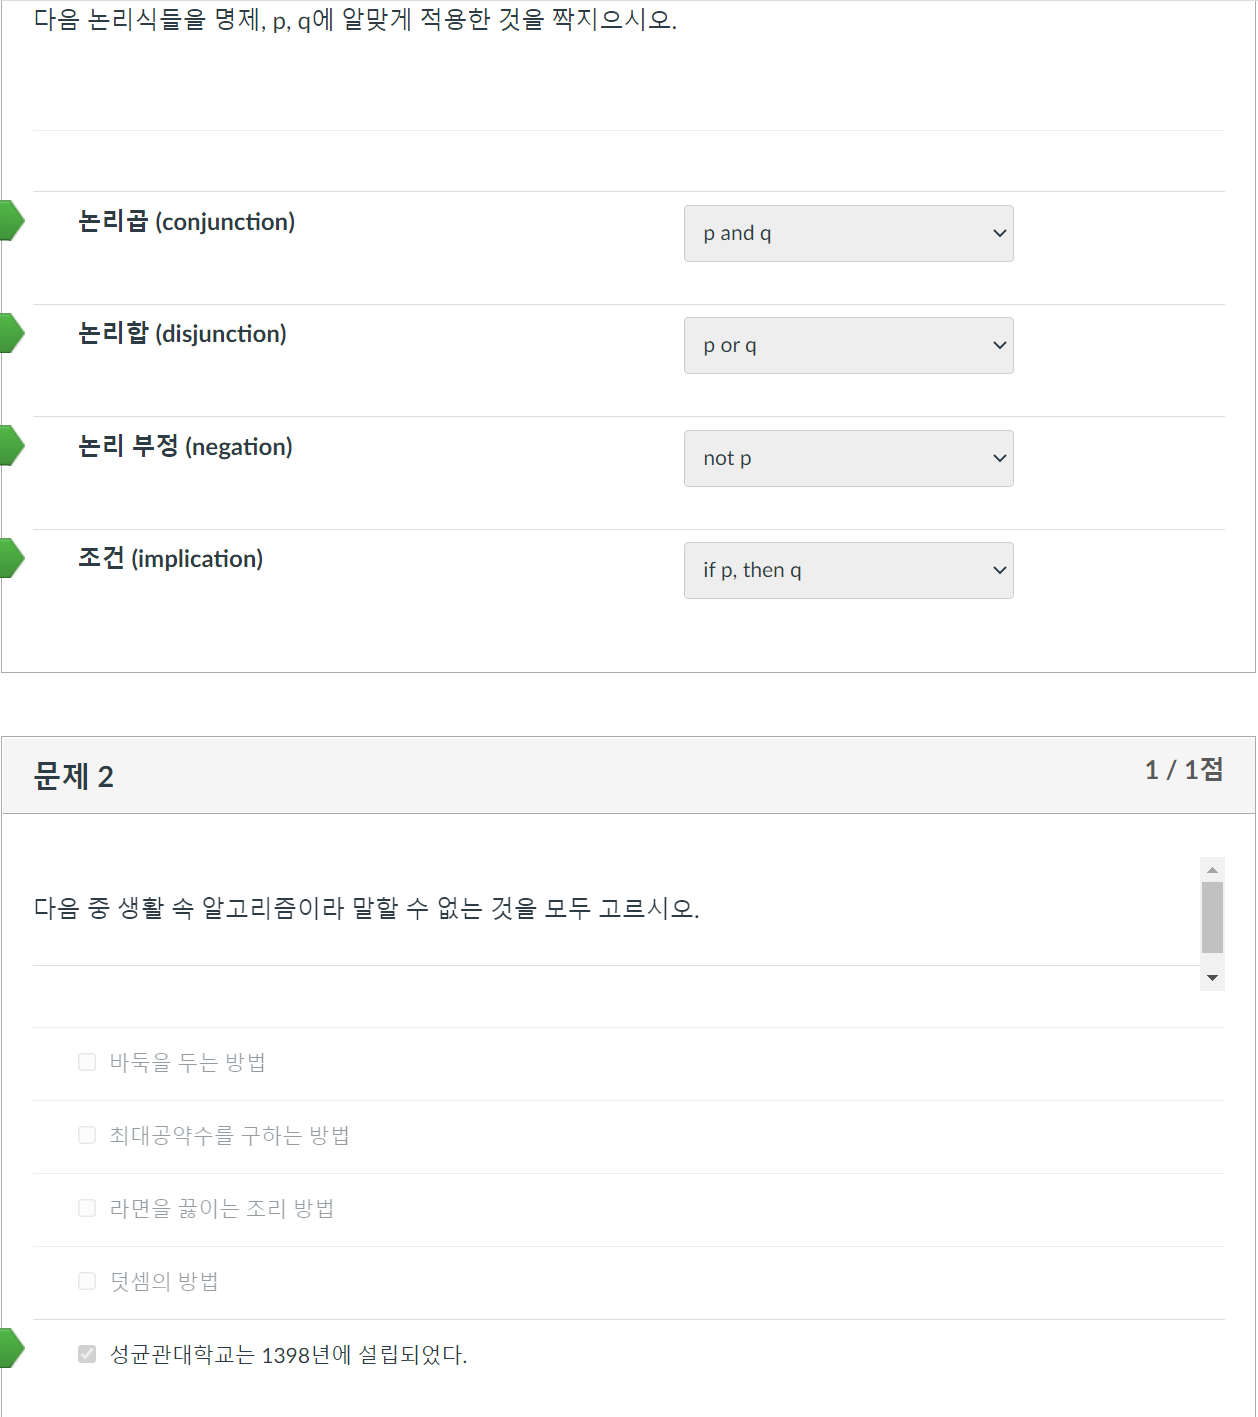 다음 논리식들을 명제, p, q에 알맞게 적용한 것을 짝지으시오.
논리곱 (conjunction)
p and q
논리합 (disjunction)
p or q
논리 부정 (negation)
not p
조건 (implication)
if p, then q
문제 2
1 / 1점
다음 중 생활 속 알고리즘이라 말할 수 없는 것을 모두 고르시오.
바둑을 두는 방법
최대공약수를 구하는 방법
라면을 끓이는 조리 방법
덧셈의 방법
성균관대학교는 1398년에 설립되었다.